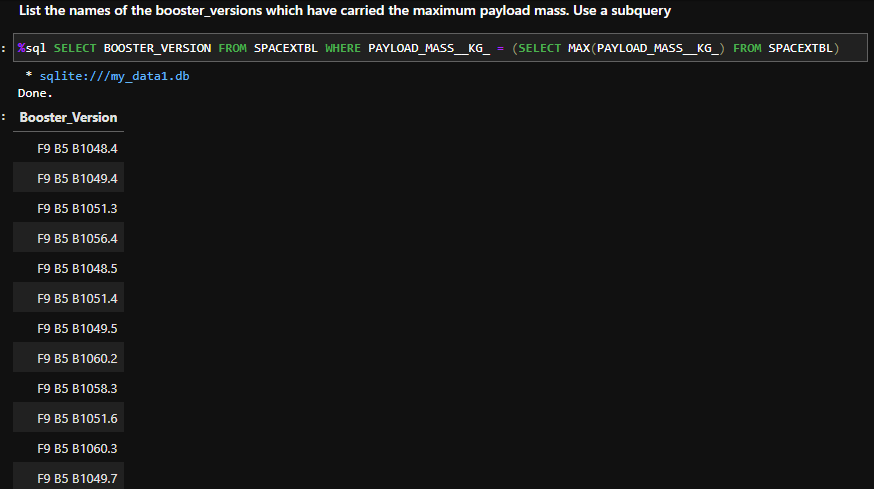 List the names of the booster_versions which have carried the maximum payload mass. Use a subquery
: %sql SELECT BOOSTER_VERSION FROM SPACEXTBL WHERE PAYLOAD_MASS__KG_ = (SELECT MAX(PAYLOAD_MASS__KG_) FROM SPACEXTBL)
* sqlite:///my_data1.db
Done.
: Booster_Version
F9 B5 B1048.4
F9 B5 B1049.4
F9 B5 B1051.3
F9 B5 B1056.4
F9 B5 B1048.5
F9 B5 B1051.4
F9 B5 B1049.5
F9 B5 B1060.2
F9 B5 B1058.3
F9 B5 B1051.6
F9 B5 B1060.3
F9 B5 B1049.7